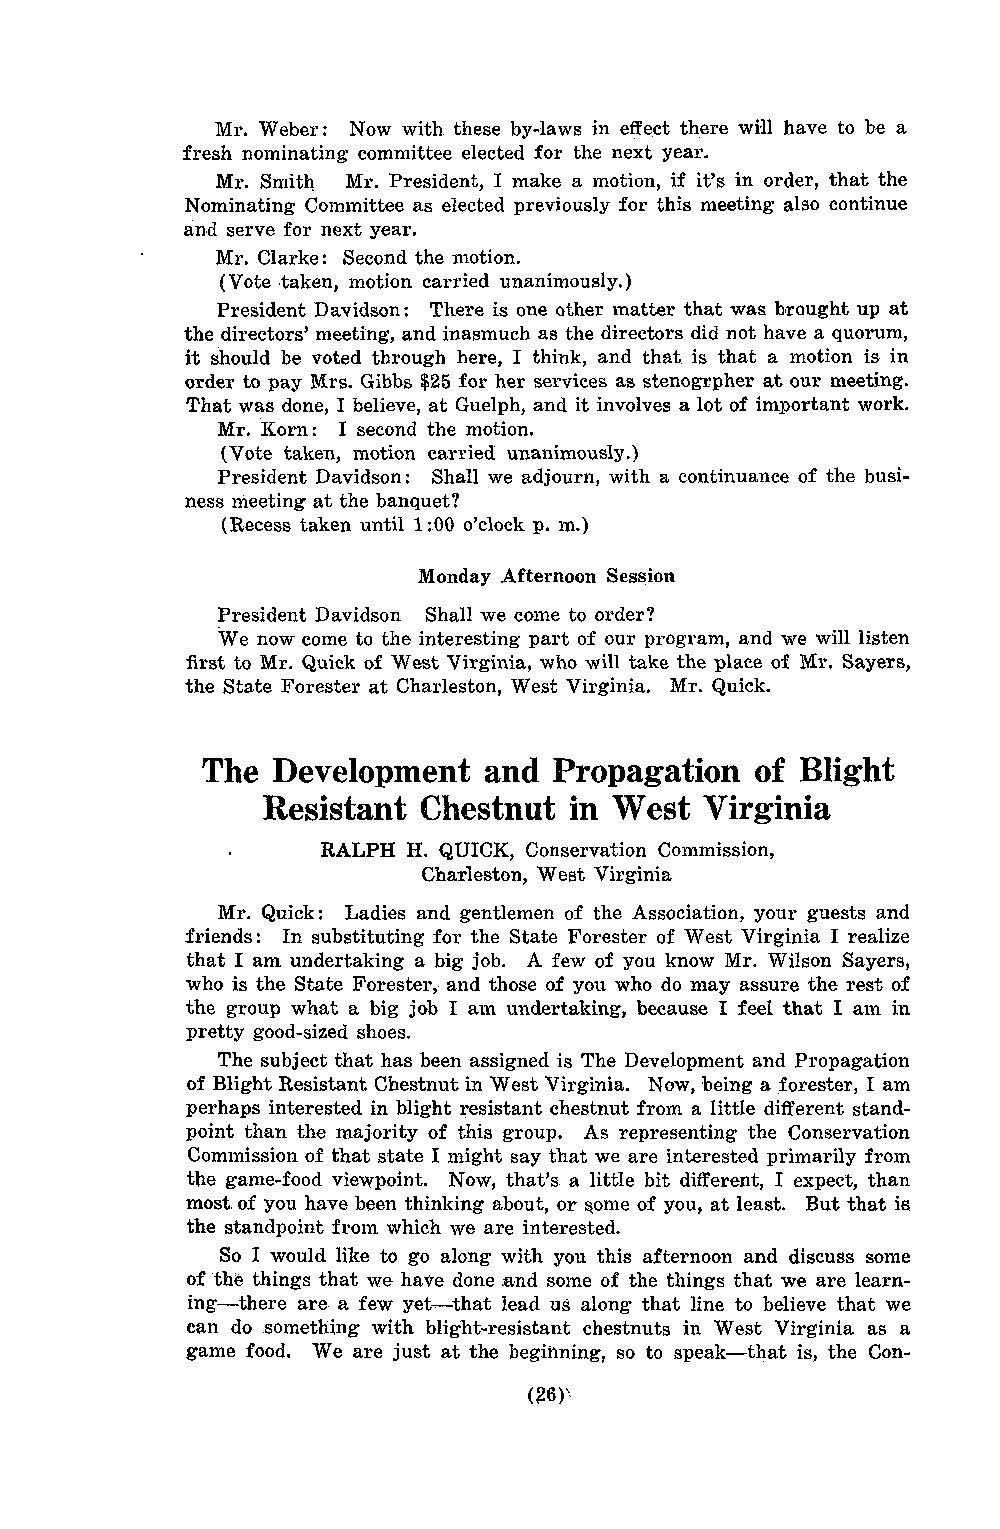 Mr. Weber: Now with these by-laws in effect there will have to be a
fresh nominating committee elected for the next year.
Mr. Smith Mr. President, I make a motion, if it's in order, that the
Nominating Committee as elected previously for this meeting also continue
and serve for next year.
Mr. Clarke: Second the motion.
(Vote taken, motion carried unanimously.)
President Davidson: There is one other matter that was brought up at
the directors' meeting, and inasmuch as the directors did not have a quorum,
it should be voted through here, I think, and that is that a motion is in
order to pay Mrs. Gibbs $25 for her services as stenogrpher at our meeting.
That was done, I believe, at Guelph, and it involves a lot of important work.
Mr. Korn: I second the motion.
(Vote taken, motion carried unanimously.)
President Davidson: Shall we adjourn, with a continuance of the busi-
ness meeting at the banquet?
(Recess taken until 1:00 o'clock p. m.)
Monday Afternoon Session
President Davidson Shall we come to order?
We now come to the interesting part of our program, and we will listen
first to Mr. Quick of West Virginia, who will take the place of Mr. Sayers,
the State Forester at Charleston, West Virginia. Mr. Quick.
The Development and Propagation of Blight
Resistant Chestnut in West Virginia
RALPH H. QUICK, Conservation Commission,
Charleston, West Virginia
Mr. Quick: Ladies and gentlemen of the Association, your guests and
friends: In substituting for the State Forester of West Virginia I realize
that I am undertaking a big job. A few of you know Mr. Wilson Sayers,
who is the State Forester, and those of you who do may assure the rest of
the group what a big job I am undertaking, because I feel that I am in
pretty good-sized shoes.
The subject that has been assigned is The Development and Propagation
of Blight Resistant Chestnut in West Virginia. Now, being a forester, I am
perhaps interested in blight resistant chestnut from a little different stand-
point than the majority of this group. As representing the Conservation
Commission of that state I might say that we are interested primarily from
the game-food viewpoint. Now, that's a little bit different, I expect, than
most of you have been thinking about, or some of you, at least. But that is
the standpoint from which we are interested.
So I would like to go along with you this afternoon and discuss some
of the things that we have done and some of the things that we are learn-
ing—there are a few yet—that lead us along that line to believe that we
can do something with blight-resistant chestnuts in West Virginia as a
game food. We are just at the beginning, so to speak—that is, the Con-
(26)